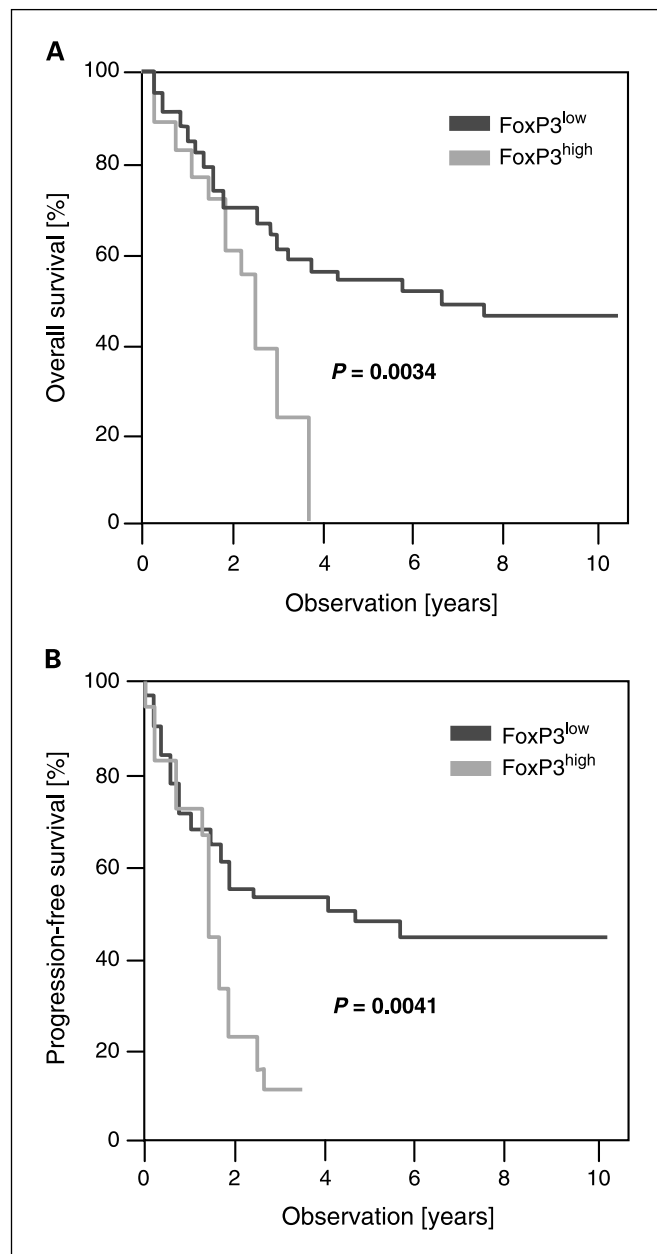 A
100
80
60
40
20
0
Overall survival [%]
FoxP3low
FoxP3high
P = 0.0034
0 2 4 6 8 10
Observation [years]
B
100
80
60
40
20
0
Progression-free survival [%]
FoxP3low
FoxP3high
P = 0.0041
0 2 4 6 8 10
Observation [years]